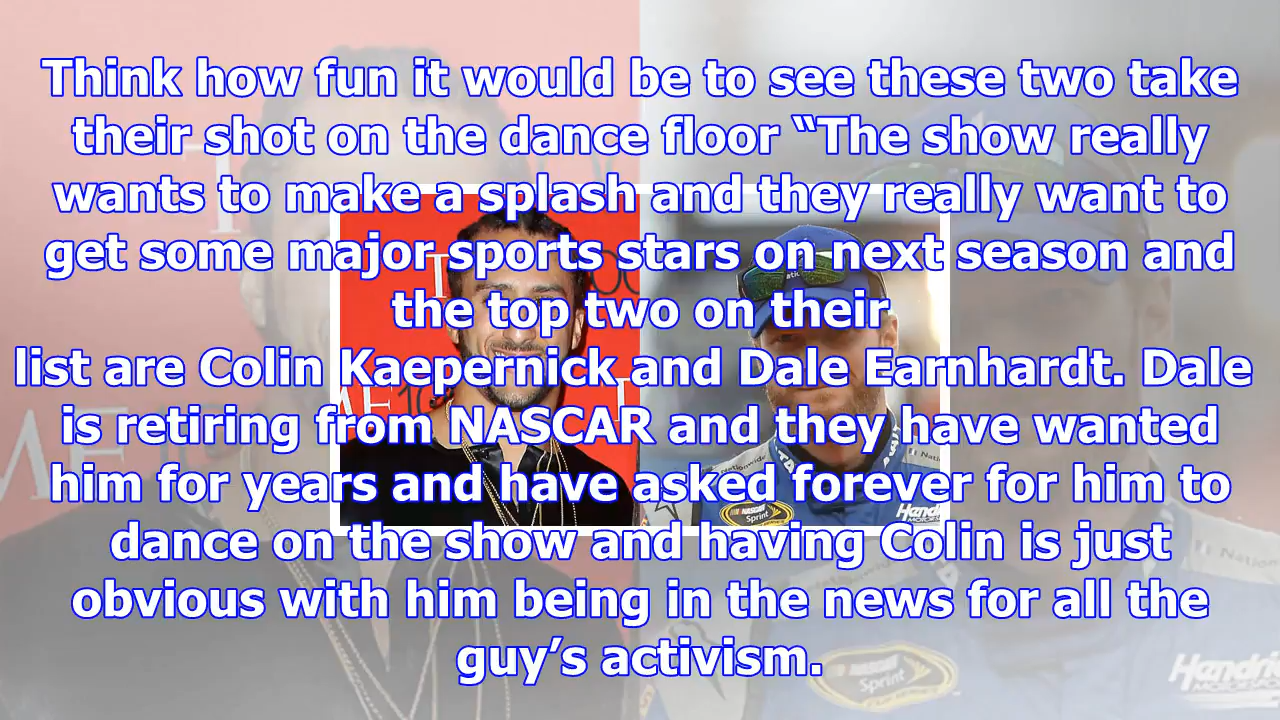 Think how fun it would be to see these two take
their shot on the dance floor “The show really
wants to make a splash and they really want to
get some major sports stars on next season and
the top two on their
list are Colin Kaepernick and Dale Earnhardt. Dale
is retiring from NASCAR and they have wanted
him for years and have asked forever for him to
dance on the show and having Colin is just
obvious with him being in the news for all the
guy’s activism.
Nationwide
NASCAR
Sprint
Hendri